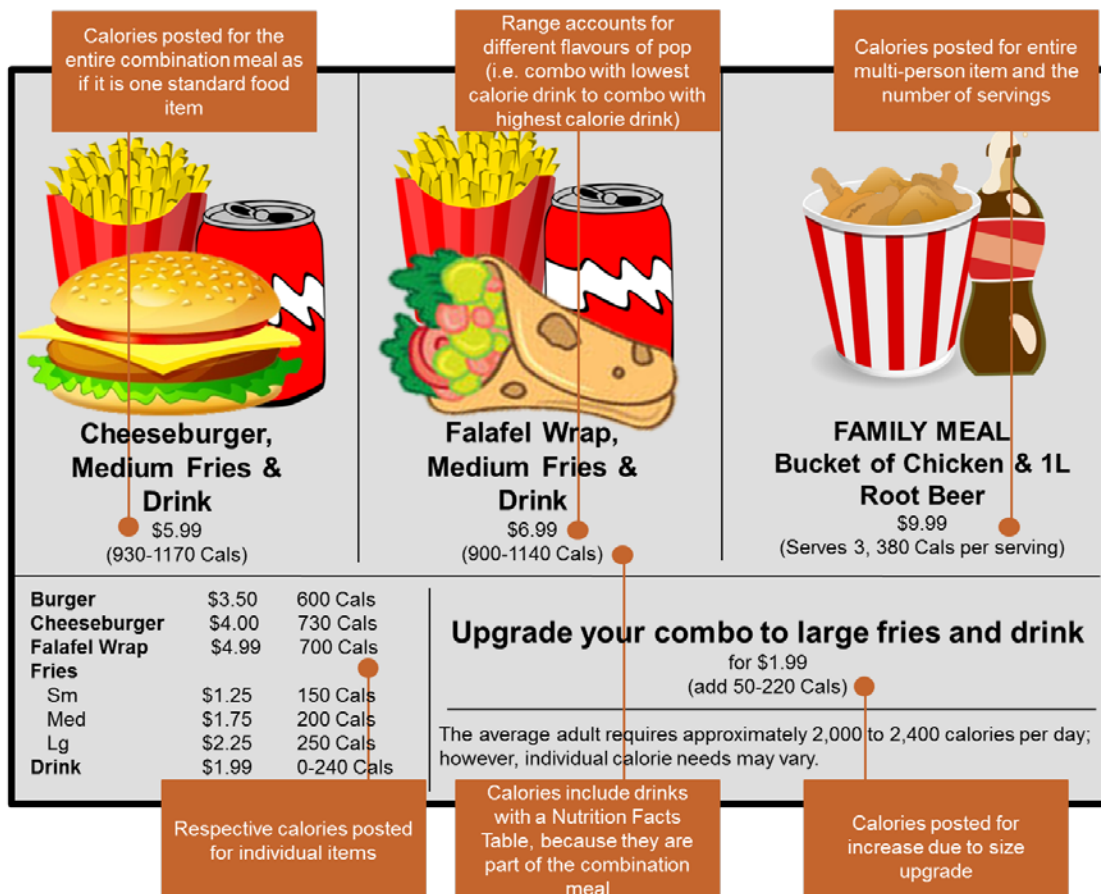 Calories posted for the
entire combination meal as
if it is one standard food
item
Range accounts for
different flavours of pop
(i.e. combo with lowest
calorie drink to combo with
highest calorie drink)
Calories posted for entire
multi-person item and the
number of servings
Cheeseburger,
Medium Fries &
Drink
$5.99
(930-1170 Cals)
Falafel Wrap,
Medium Fries &
Drink
$6.99
(900-1140 Cals)
FAMILY MEAL
Bucket of Chicken & 1L
Root Beer
$9.99
(Serves 3, 380 Cals per serving)
Burger $3.50 600 Cals
Cheeseburger $4.00 730 Cals
Falafel Wrap $4.99 700 Cals
Fries
Sm $1.25 150 Cals
Med $1.75 200 Cals
Lg $2.25 250 Cals
Drink $1.99 0-240 Cals
Upgrade your combo to large fries and drink
for $1.99
(add 50-220 Cals)
The average adult requires approximately 2,000 to 2,400 calories per day;
however, individual calorie needs may vary.
Respective calories posted
for individual items
Calories include drinks
with a Nutrition Facts
Table, because they are
part of the combination
meal
Calories posted for
increase due to size
upgrade